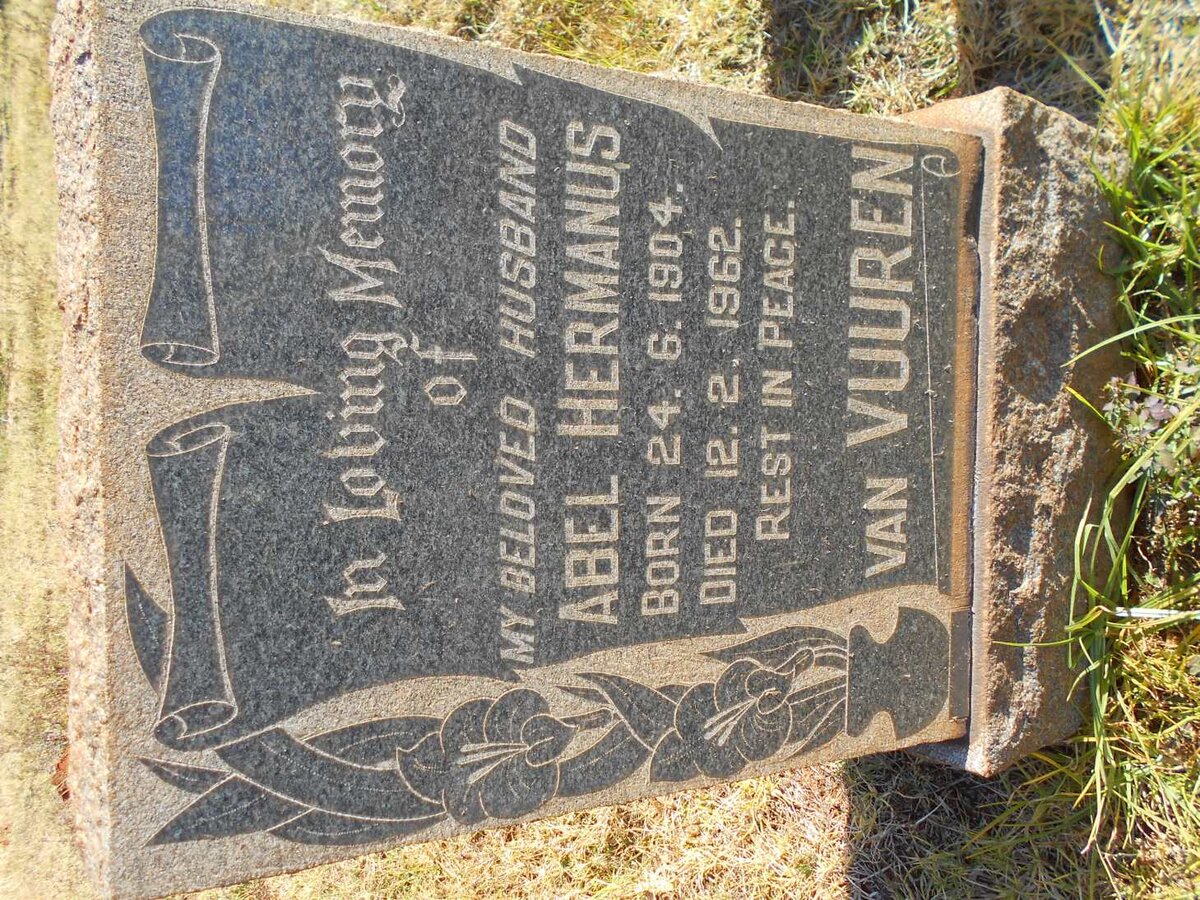 In Loving Memory
of
MY BELOVED HUSBAND
ABEL HERMANUS
BORN 24. 6. 1904.
DIED 12. 2. 1962.
REST IN PEACE.
VAN VUUREN